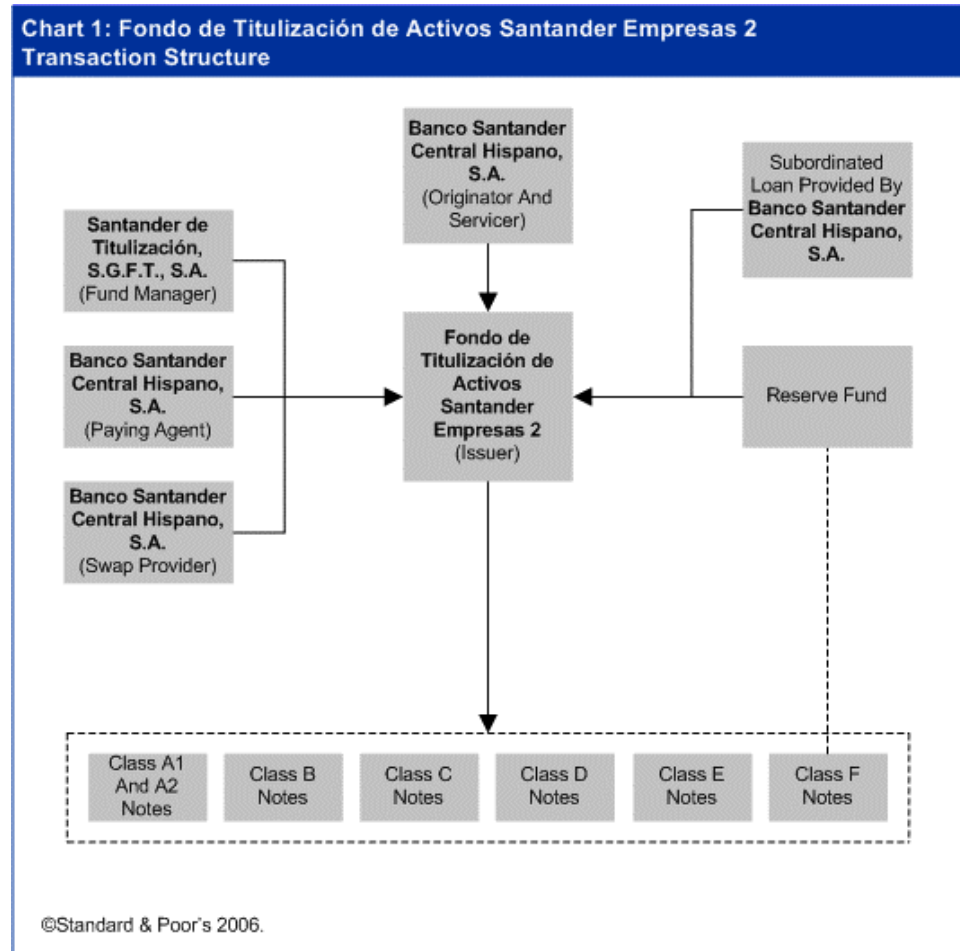 Chart 1: Fondo de Titulización de Activos Santander Empresas 2
Transaction Structure
Banco Santander
Central Hispano,
S.A.
(Originator And
Servicer)
Subordinated
Loan Provided By
Banco Santander
Central Hispano,
S.A.
Santander de
Titulización,
S.G.F.T., S.A.
(Fund Manager)
Fondo de
Titulización de
Activos
Santander
Empresas 2
(Issuer)
Banco Santander
Central Hispano,
S.A.
(Paying Agent)
Reserve Fund
Banco Santander
Central Hispano,
S.A.
(Swap Provider)
Class A1
And A2
Notes
Class B
Notes
Class C
Notes
Class D
Notes
Class E
Notes
Class F
Notes
©Standard & Poor's 2006.